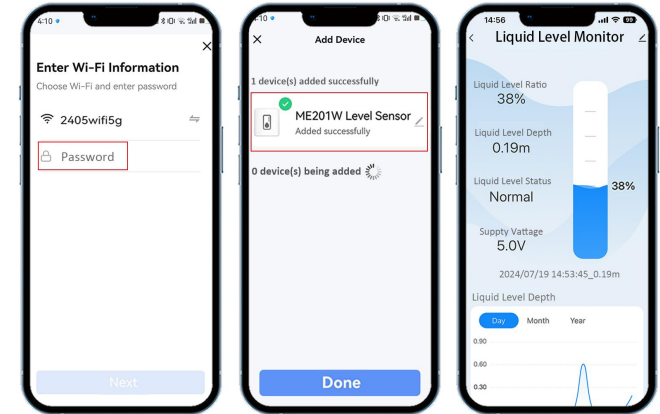 4:10
Enter Wi-Fi Information
Choose Wi-Fi and enter password
2405wifi5g
Password
Next
4:10
Add Device
1 device(s) added successfully
ME201W Level Sensor
Added successfully
0 device(s) being added
Done
14:56
Liquid Level Monitor
Liquid Level Ratio
38%
Liquid Level Depth
0.19m
Liquid Level Status
Normal
38%
Suppty Vattage
5.0V
2024/07/19 14:53:45_0.19m
Liquid Level Depth
Day Month Year
0.90
0.60
0.30